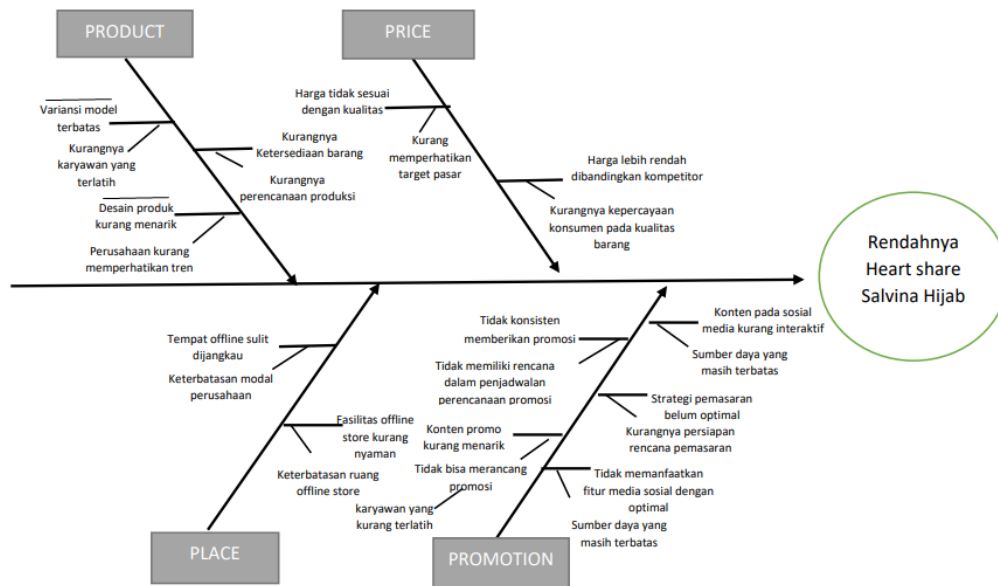 PRODUCT
PRICE
Variansi model
terbatas
Kurangnya
karyawan yang
terlatih
Kurangnya
Ketersediaan barang
Kurangnya
perencanaan produksi
Desain produk
kurang menarik
Perusahaan kurang
memperhatikan tren
Harga tidak sesuai
dengan kualitas
Kurang
memperhatikan
target pasar
Harga lebih rendah
dibandingkan kompetitor
Kurangnya kepercayaan
konsumen pada kualitas
barang
Rendahnya
Heart share
Salvina Hijab
Tempat offline sulit
dijangkau
Keterbatasan modal
perusahaan
Fasilitas offline
store kurang
nyaman
Keterbatasan ruang
offline store
Tidak konsisten
memberikan promosi
Tidak memiliki rencana
dalam penjadwalan
perencanaan promosi
Konten promo
kurang menarik
Tidak bisa merancang
promosi
karyawan yang
kurang terlatih
Konten pada sosial
media kurang interaktif
Sumber daya yang
masih terbatas
Strategi pemasaran
belum optimal
Kurangnya persiapan
rencana pemasaran
Tidak memanfaatkan
fitur media sosial dengan
optimal
Sumber daya yang
masih terbatas
PLACE
PROMOTION